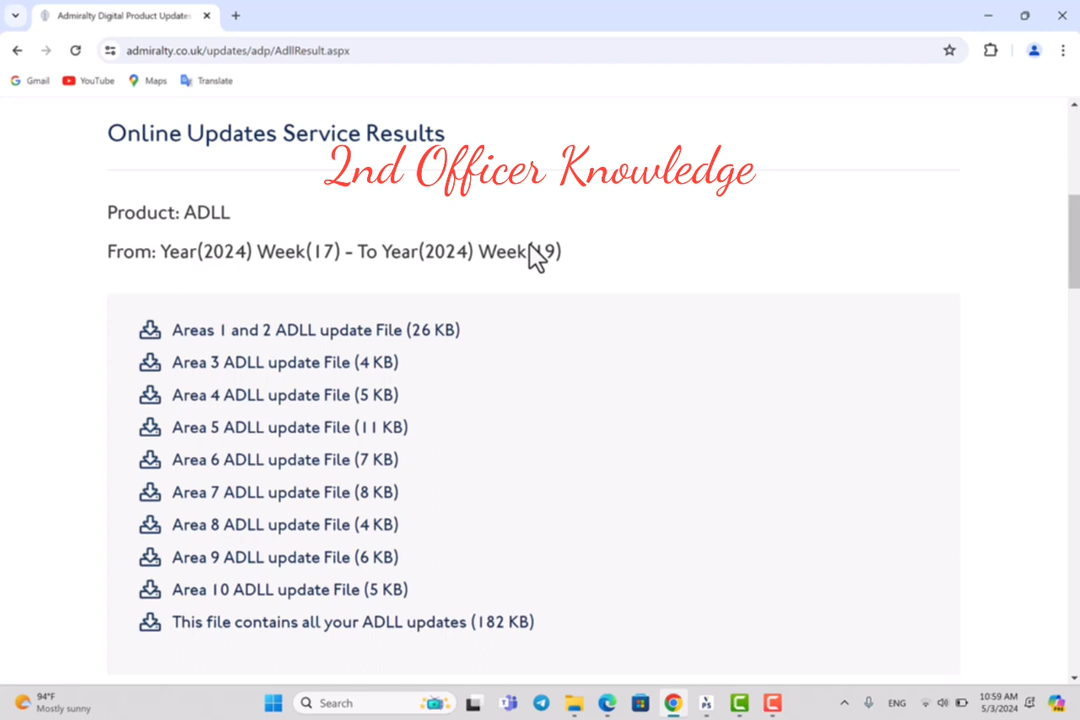 Admiralty Digital Product Updates
admiralty.co.uk/updates/adp/AdllResult.aspx
Gmail YouTube Maps Translate
Online Updates Service Results
2nd Officer Knowledge
Product: ADLL
From: Year(2024) Week(17) - To Year(2024) Week(19)
Areas 1 and 2 ADLL update File (26 KB)
Area 3 ADLL update File (4 KB)
Area 4 ADLL update File (5 KB)
Area 5 ADLL update File (11 KB)
Area 6 ADLL update File (7 KB)
Area 7 ADLL update File (8 KB)
Area 8 ADLL update File (4 KB)
Area 9 ADLL update File (6 KB)
Area 10 ADLL update File (5 KB)
This file contains all your ADLL updates (182 KB)
94°F
Mostly sunny
Search
ENG
10:59 AM
5/3/2024